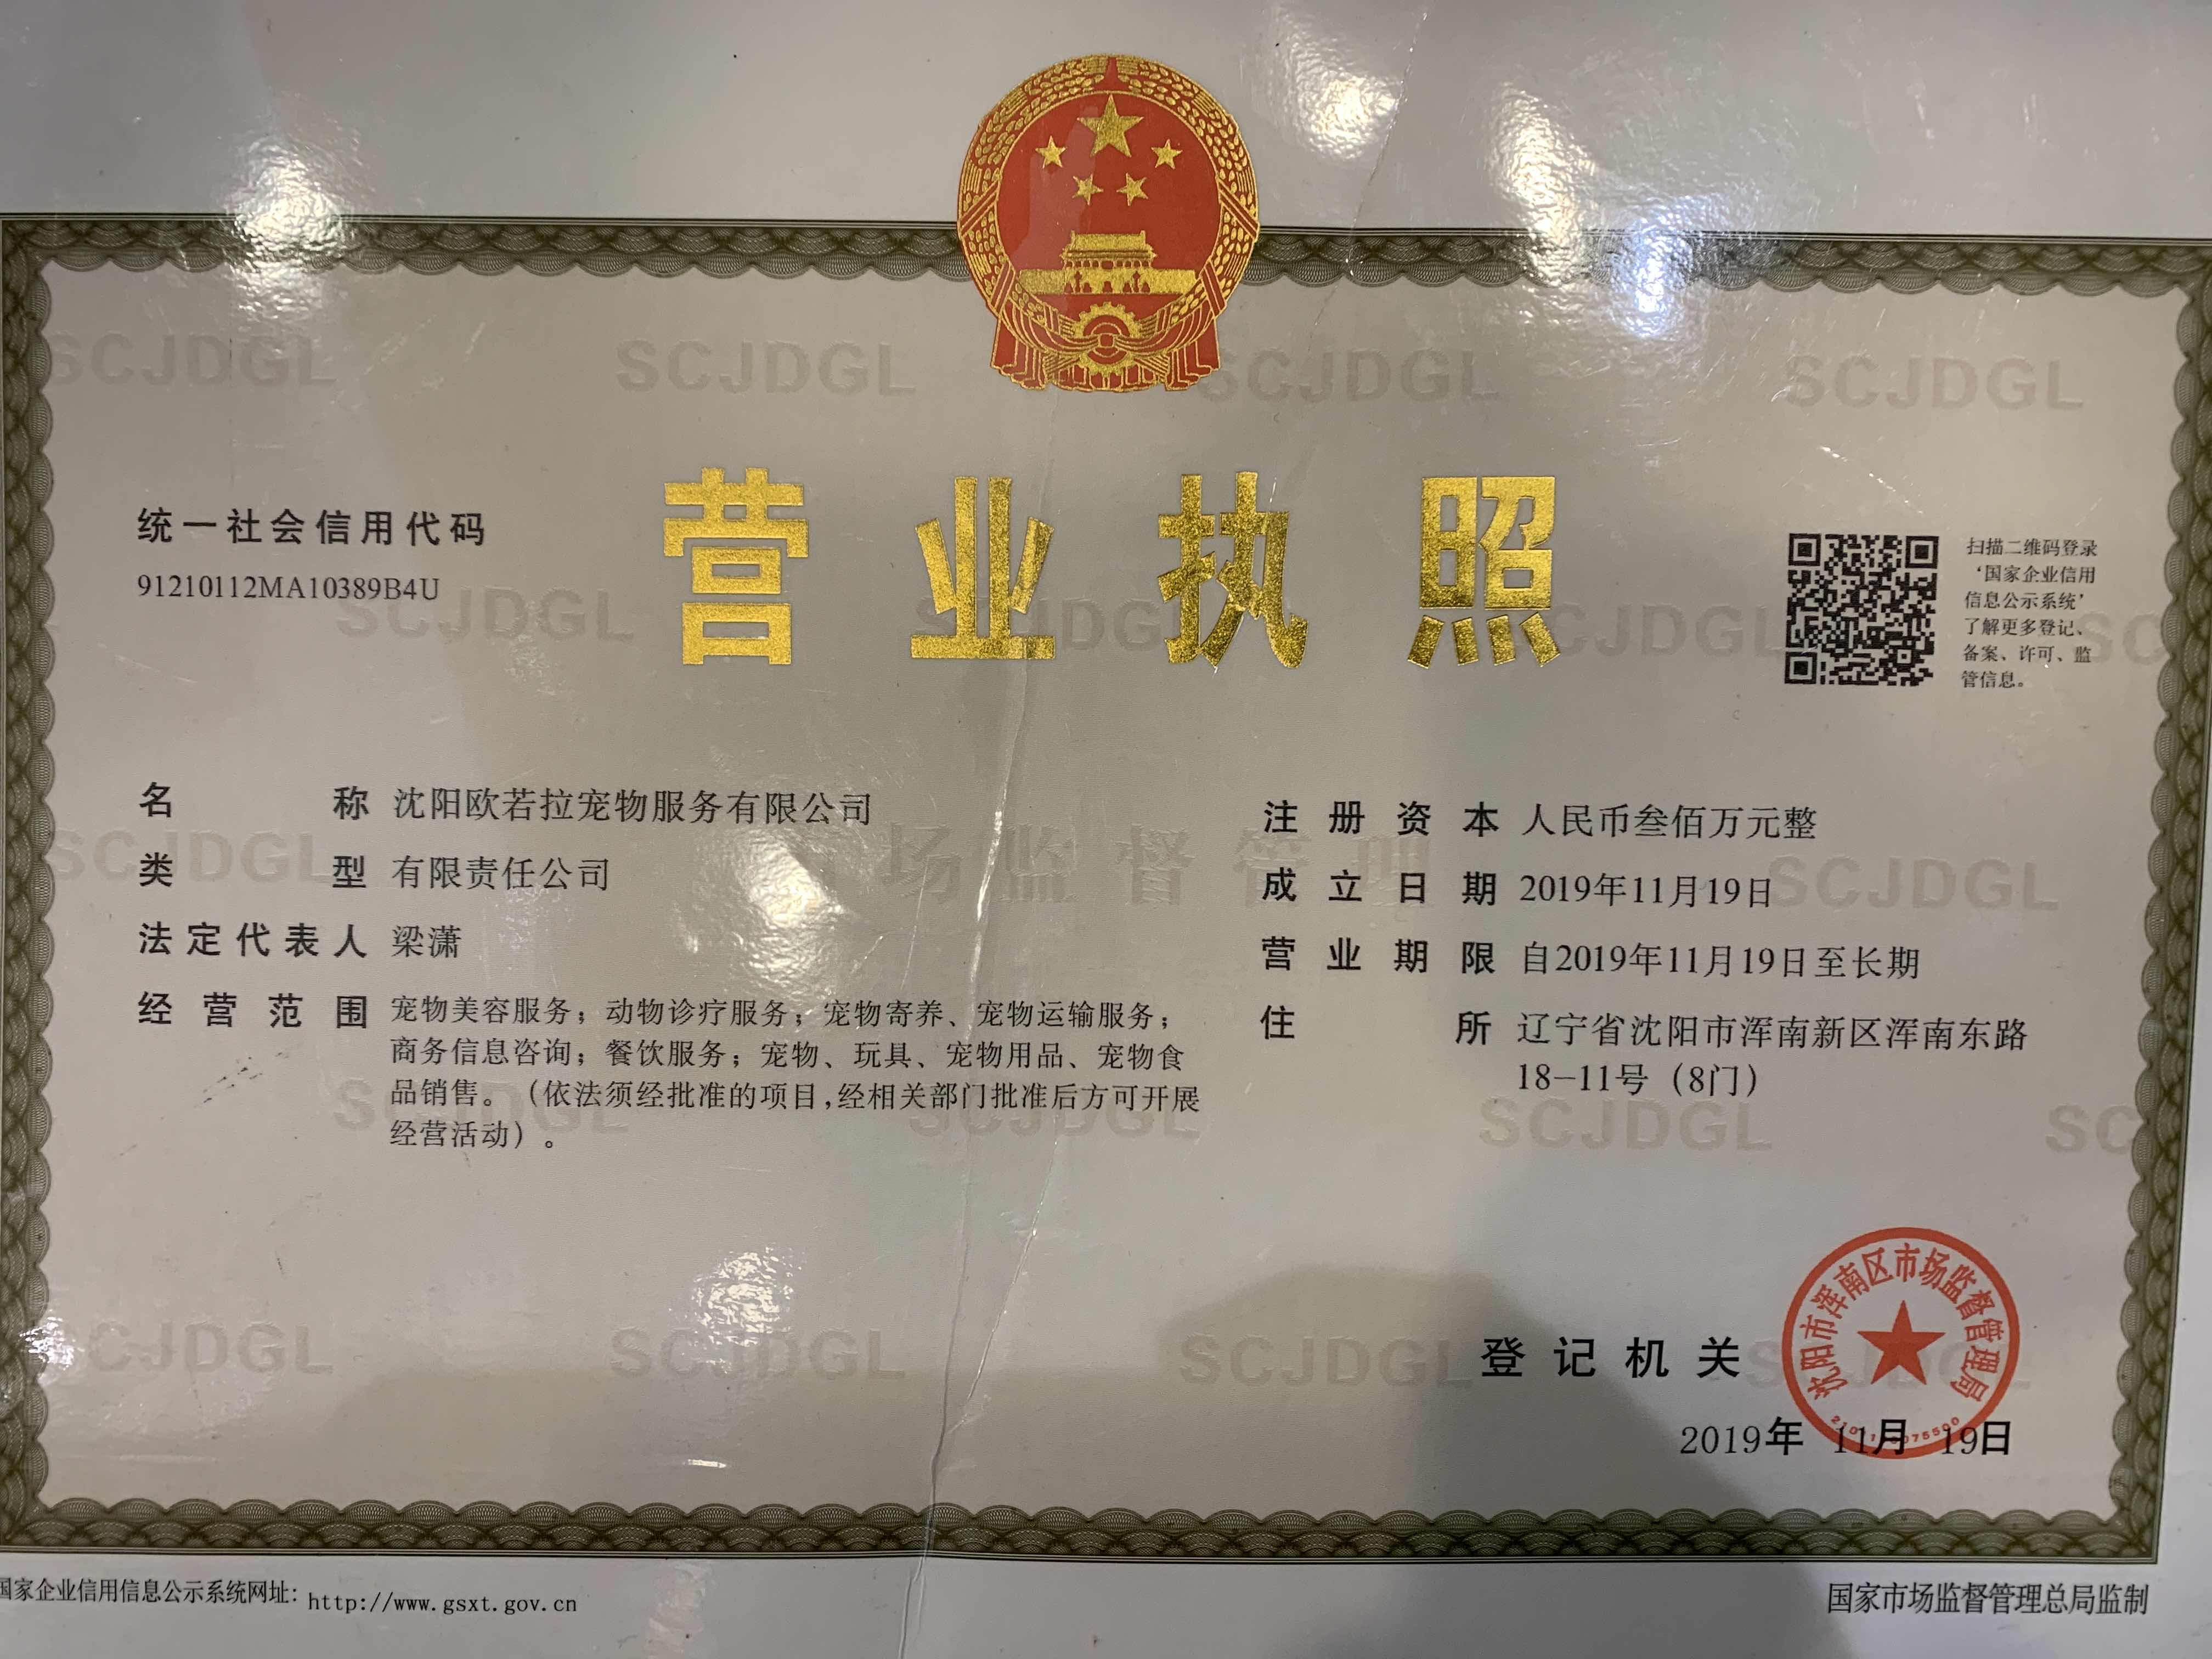 营业执照
统一社会信用代码
91210112MA10389B4U
扫描二维码登录
‘国家企业信用
信息公示系统’
了解更多登记、
备案、许可、监
管信息。
名称 沈阳欧若拉宠物服务有限公司
类型 有限责任公司
法定代表人 梁潇
经营范围 宠物美容服务；动物诊疗服务；宠物寄养、宠物运输服务；
商务信息咨询；餐饮服务；宠物、玩具、宠物用品、宠物食
品销售。（依法须经批准的项目,经相关部门批准后方可开展
经营活动）。
注册资本 人民币叁佰万元整
成立日期 2019年11月19日
营业期限 自2019年11月19日至长期
住所 辽宁省沈阳市浑南新区浑南东路
18-11号（8门）
登记机关
沈阳市浑南区市场监督管理局
2019年 11月 19日
国家企业信用信息公示系统网址: http://www.gsxt.gov.cn
国家市场监督管理总局监制
SCJDGL
场监督管理